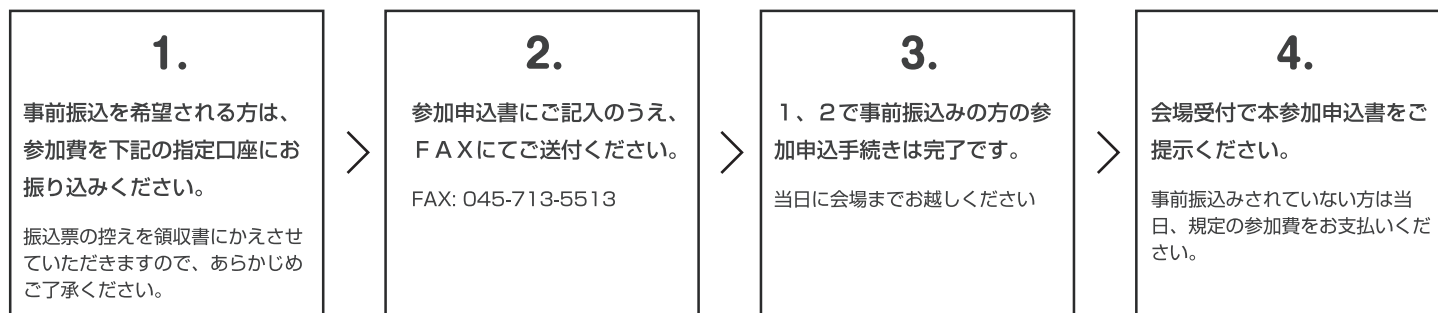 1.
事前振込を希望される方は、
参加費を下記の指定口座にお
振り込みください。
振込票の控えを領収書にかえさせ
ていただきますので、あらかじめ
ご了承ください。
2.
参加申込書にご記入のうえ、
ＦＡＸにてご送付ください。
FAX: 045-713-5513
3.
１、２で事前振込みの方の参
加申込手続きは完了です。
当日に会場までお越しください
4.
会場受付で本参加申込書をご
提示ください。
事前振込みされていない方は当
日、規定の参加費をお支払いくだ
さい。